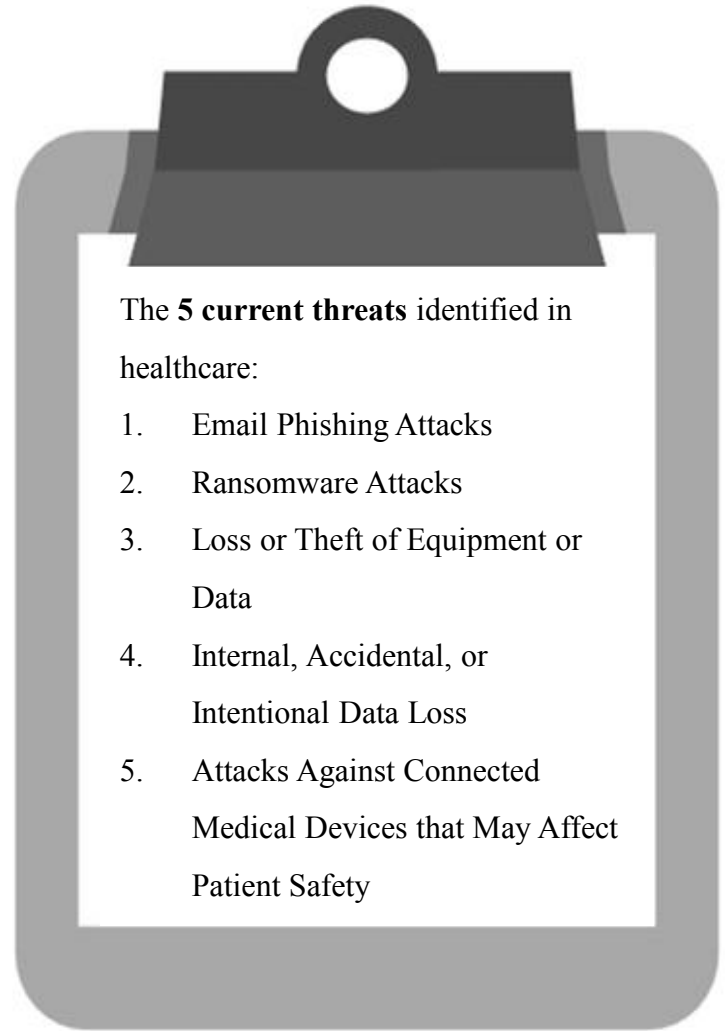 The 5 current threats identified in
healthcare:
1. Email Phishing Attacks
2. Ransomware Attacks
3. Loss or Theft of Equipment or
Data
4. Internal, Accidental, or
Intentional Data Loss
5. Attacks Against Connected
Medical Devices that May Affect
Patient Safety